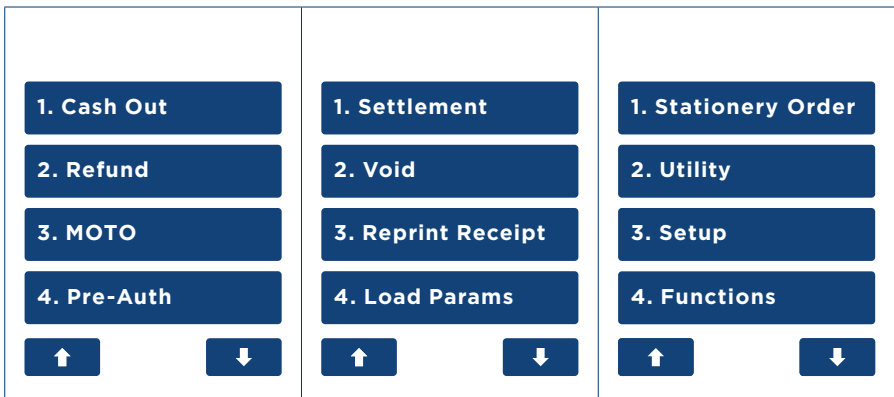 1. Cash Out
2. Refund
3. MOTO
4. Pre-Auth
1. Settlement
2. Void
3. Reprint Receipt
4. Load Params
1. Stationery Order
2. Utility
3. Setup
4. Functions